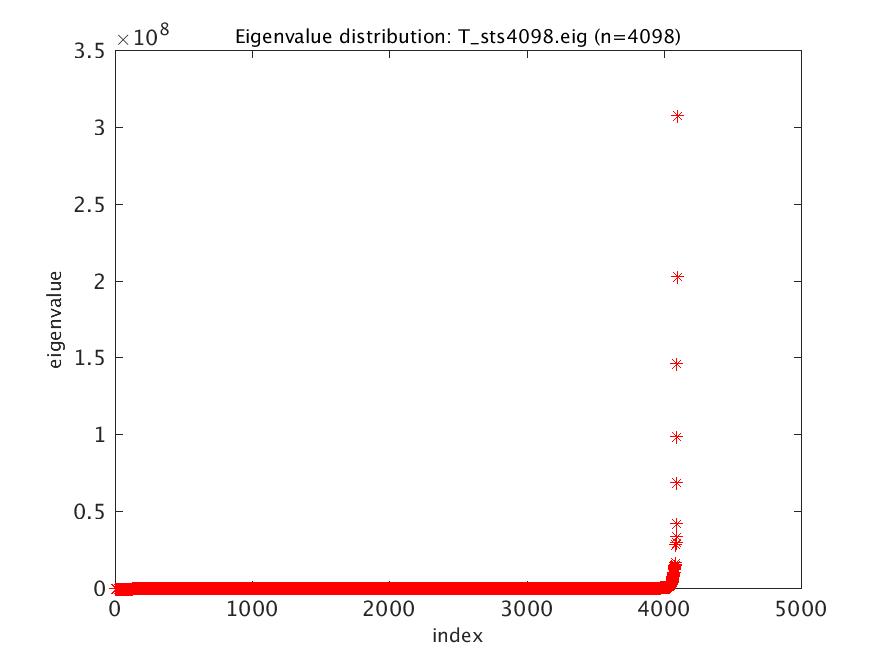 ×10^8
Eigenvalue distribution: T_sts4098.eig (n=4098)
3.5
3
2.5
2
1.5
1
0.5
0
eigenvalue
0 1000 2000 3000 4000 5000
index